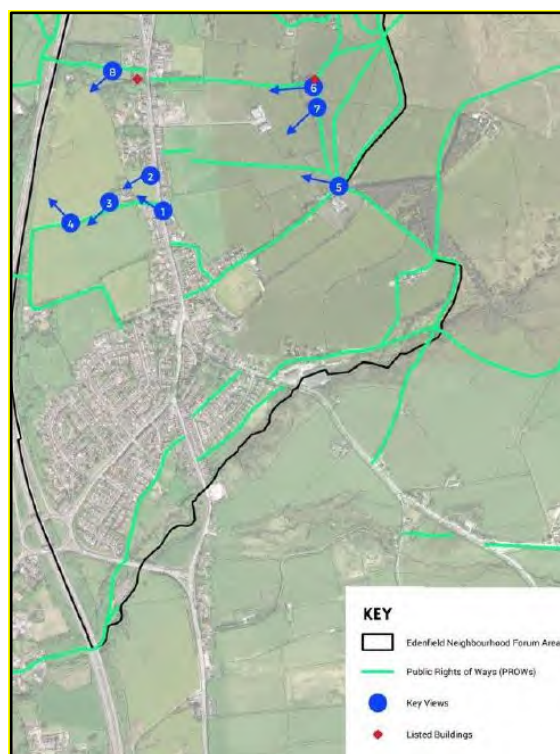 8
6
7
2
5
3
1
4
KEY
Edenfield Neighbourhood Forum Area
Public Rights of Ways (PROWs)
Key Views
Listed Buildings